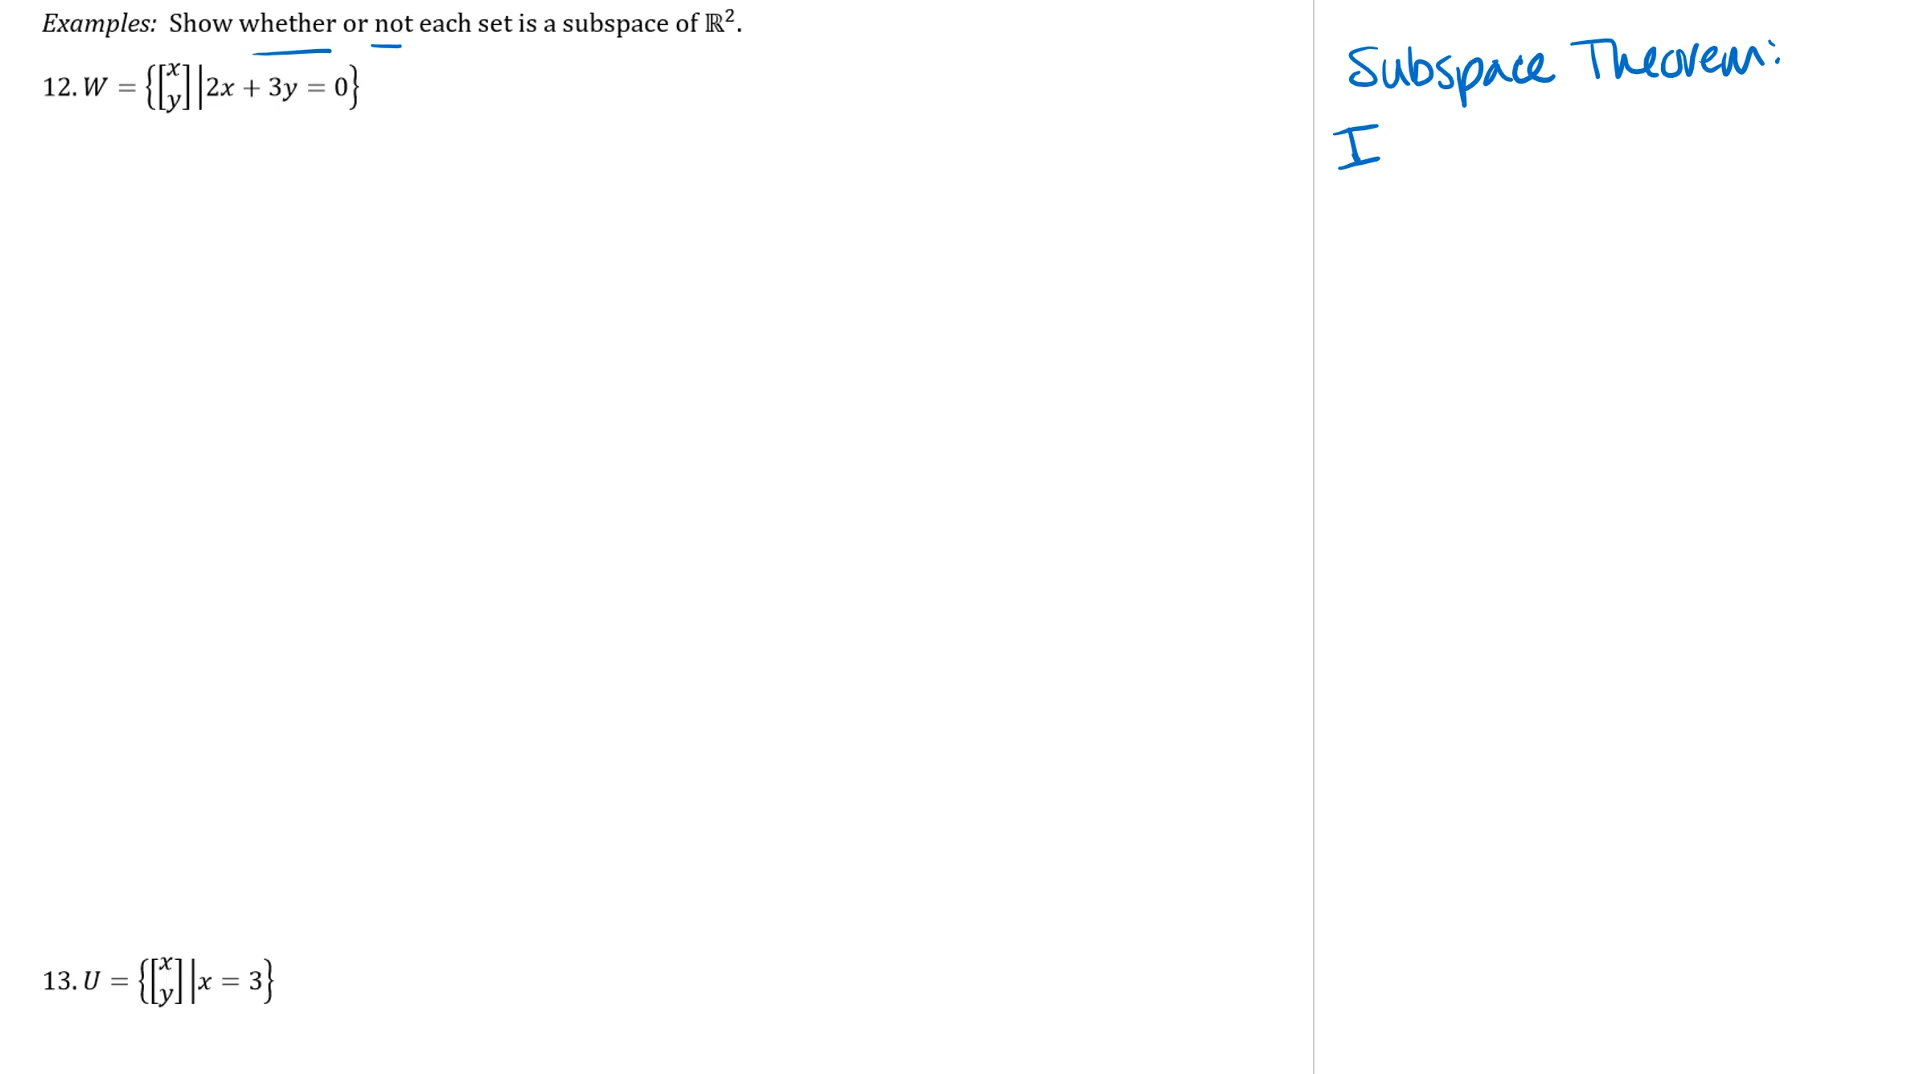 Examples: Show whether or not each set is a subspace of ℝ².
12. W = {[x y] | 2x + 3y = 0}
Subspace Theorem:
I
13. U = {[x y] | x = 3}